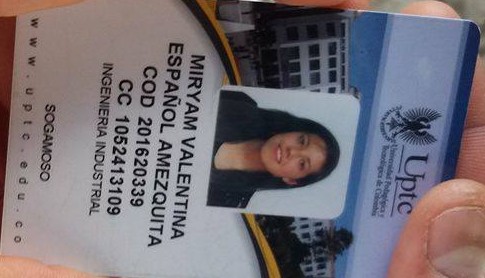 Uptc
Universidad Pedagógica y
Tecnológica de Colombia
MIRYAM VALENTINA
ESPAÑOL AMEZQUITA
COD 201620339
CC 1052413109
INGENIERIA INDUSTRIAL
SOGAMOSO
www.uptc.edu.co